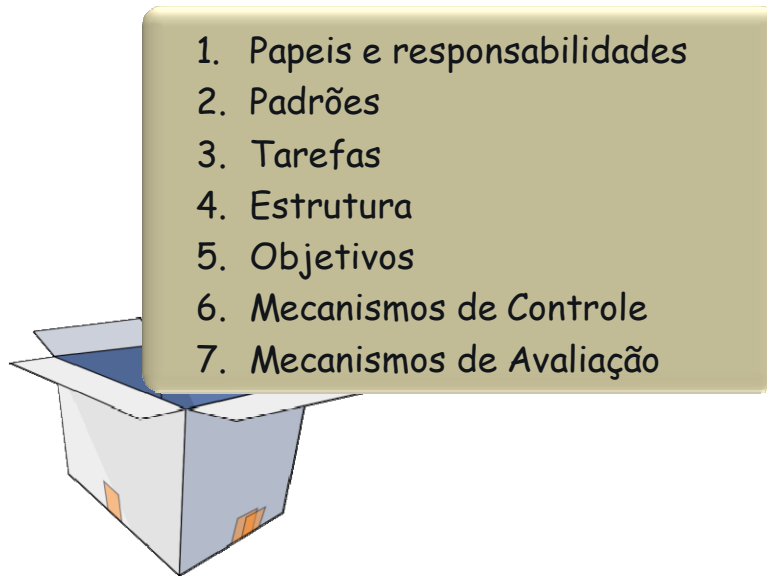 1. Papeis e responsabilidades
2. Padrões
3. Tarefas
4. Estrutura
5. Objetivos
6. Mecanismos de Controle
7. Mecanismos de Avaliação